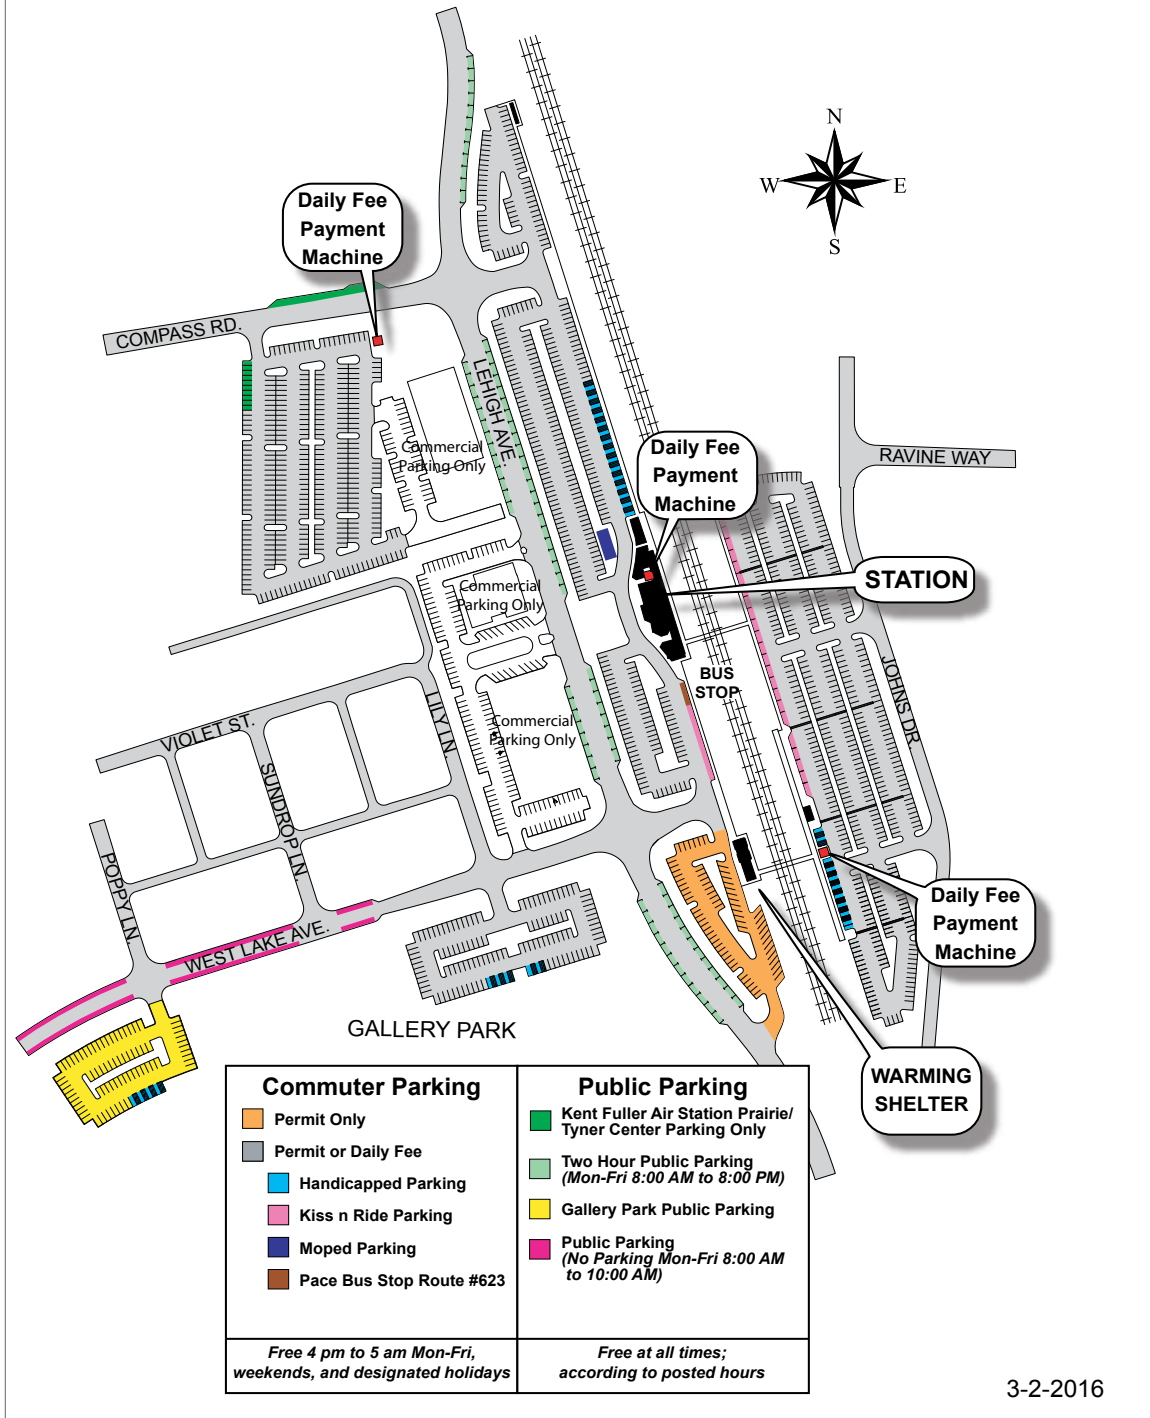 N
W E
S
Daily Fee
Payment
Machine
COMPASS RD.
LEHIGH AVE.
Commercial
Parking Only
Daily Fee
Payment
Machine
RAVINE WAY
STATION
Commercial
Parking Only
BUS
STOP
JOHNS DR
LILY LN
VIOLET ST.
Commercial
Parking Only
SUNDROP LN.
POPPY LN.
WEST LAKE AVE.
Daily Fee
Payment
Machine
GALLERY PARK
WARMING
SHELTER
Commuter Parking
Permit Only
Permit or Daily Fee
Handicapped Parking
Kiss n Ride Parking
Moped Parking
Pace Bus Stop Route #623
Free 4 pm to 5 am Mon-Fri,
weekends, and designated holidays
Public Parking
Kent Fuller Air Station Prairie/
Tyner Center Parking Only
Two Hour Public Parking
(Mon-Fri 8:00 AM to 8:00 PM)
Gallery Park Public Parking
Public Parking
(No Parking Mon-Fri 8:00 AM
to 10:00 AM)
Free at all times;
according to posted hours
3-2-2016